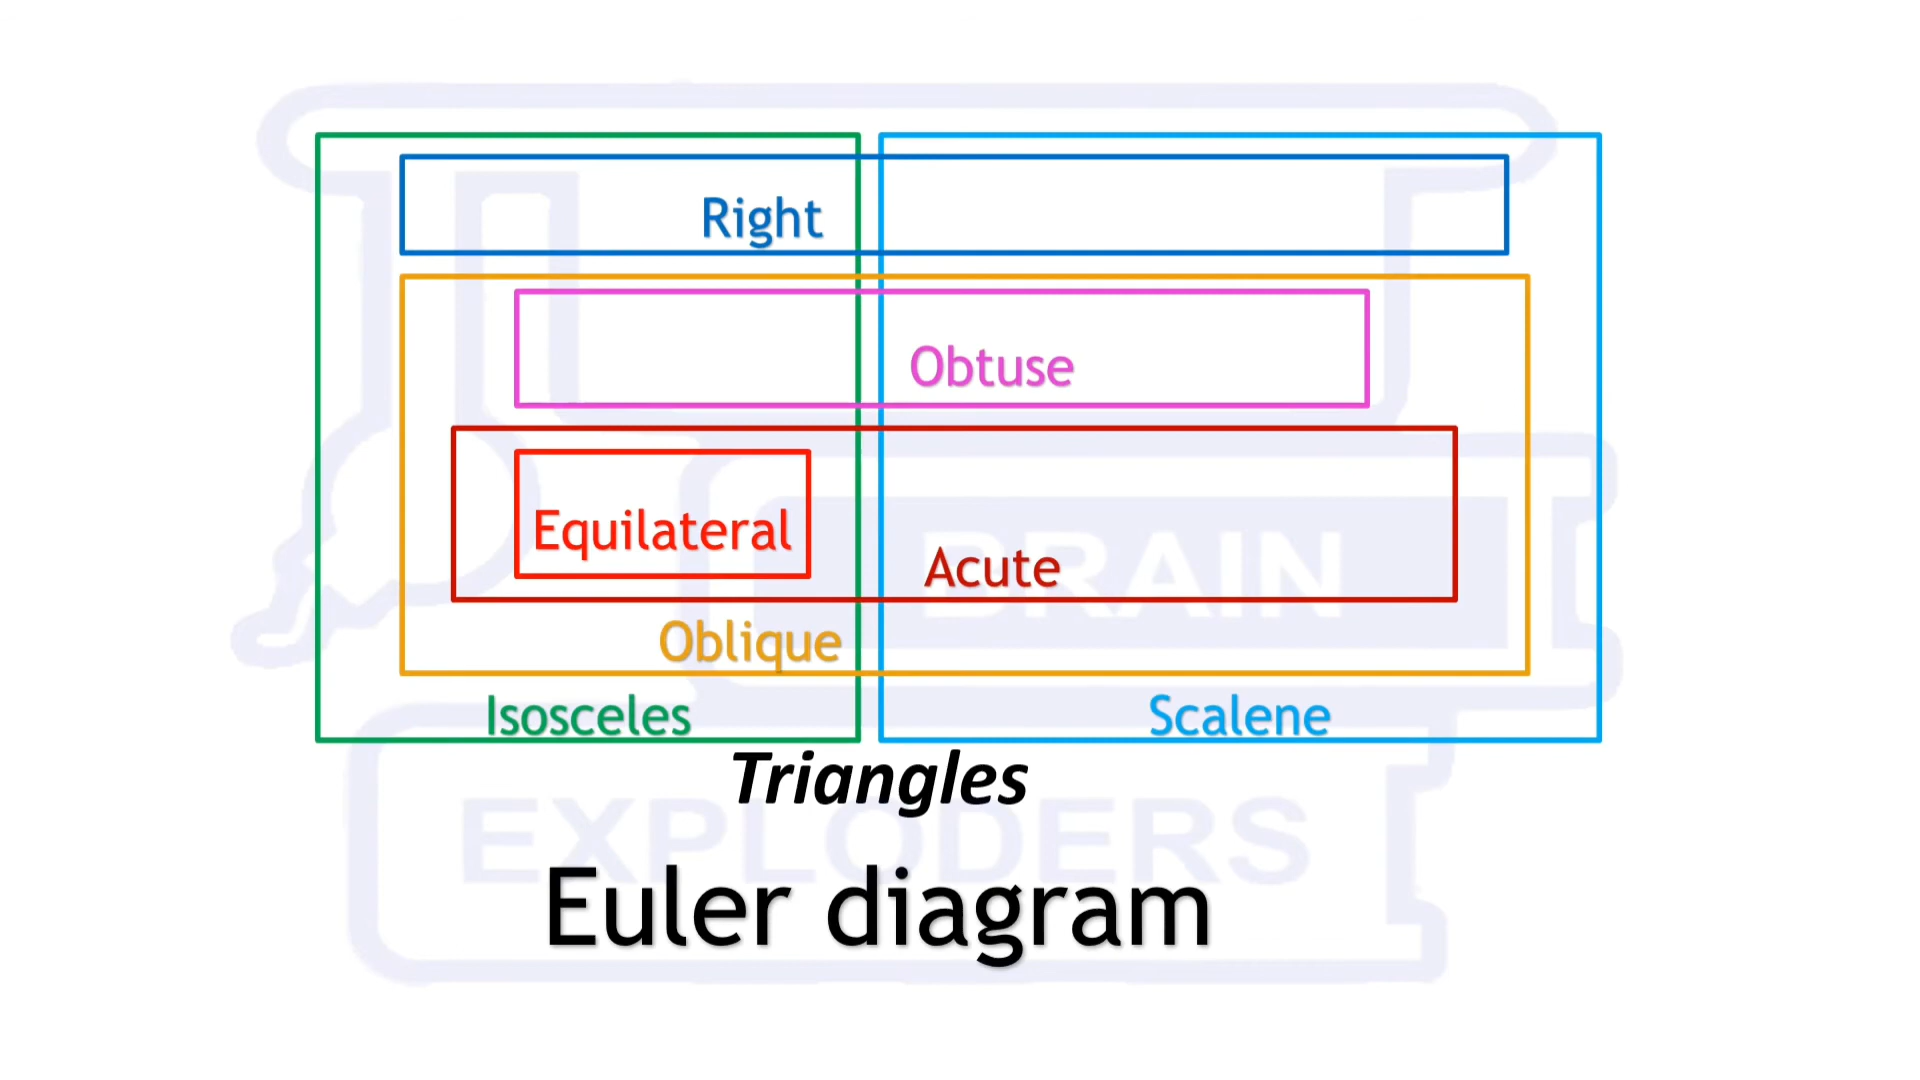 Right
Obtuse
Equilateral
Acute
Oblique
Isosceles
Scalene
Triangles
Euler diagram
BRAIN
EXPLODERS